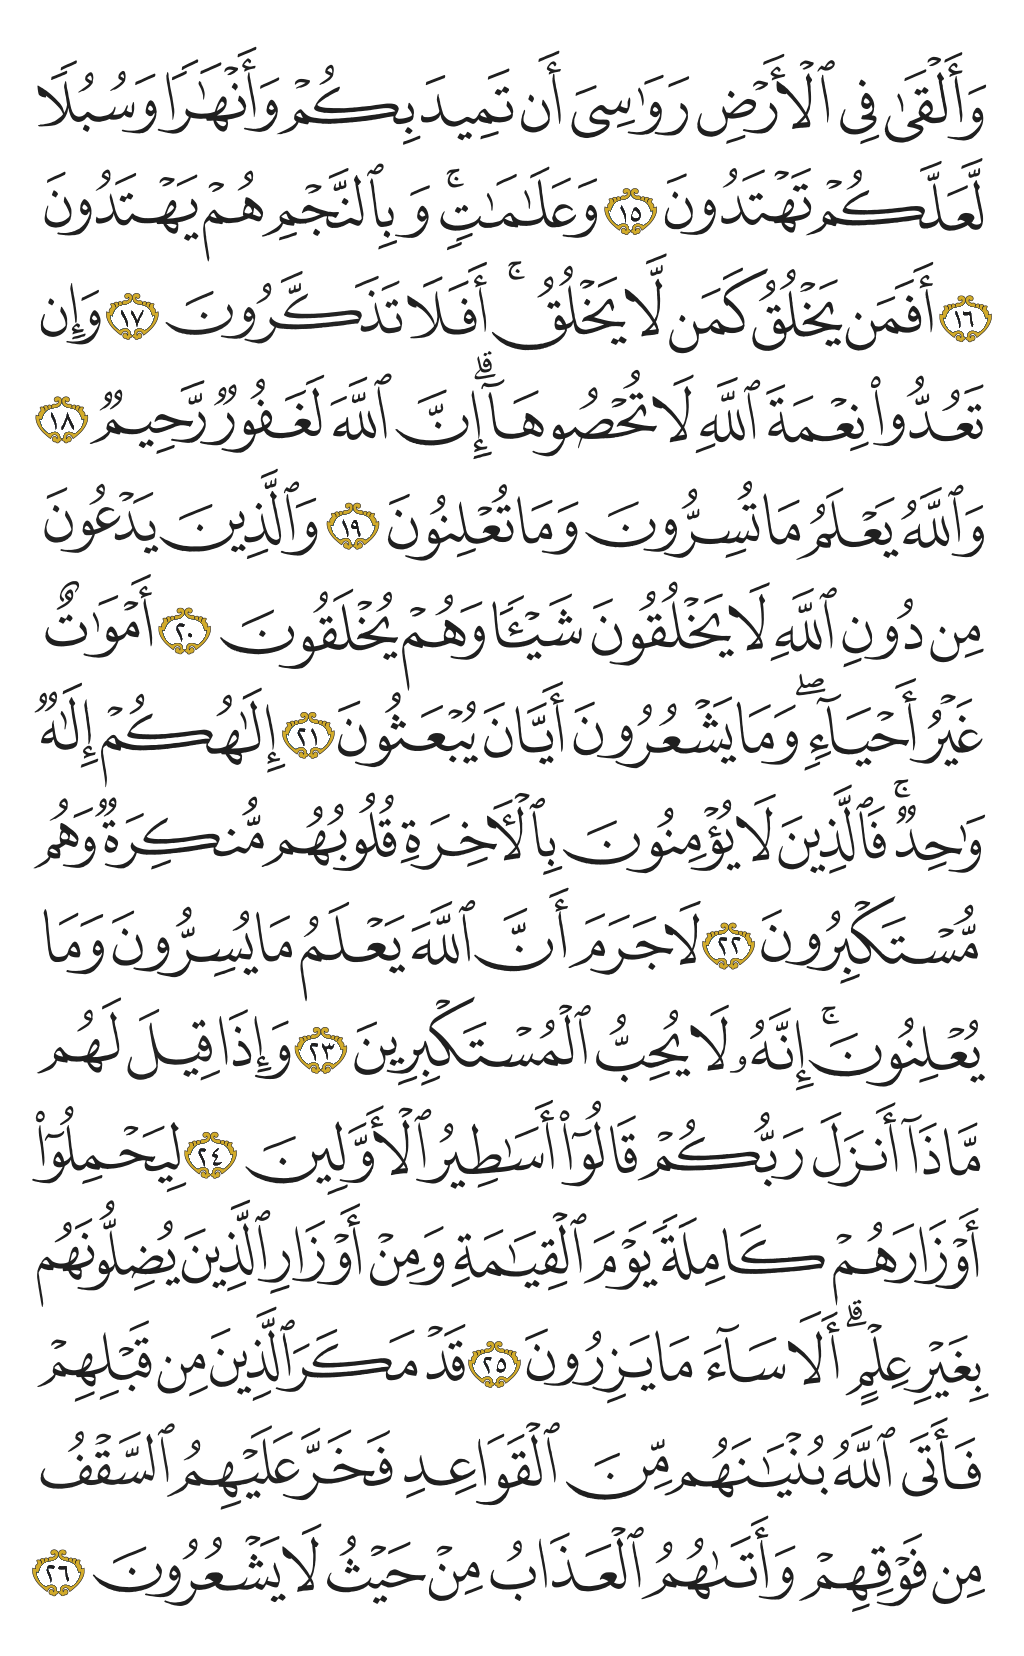 وَأَلْقَىٰ فِى ٱلْأَرْضِ رَوَٰسِىَ أَن تَمِيدَ بِكُمْ وَأَنْهَٰرًا وَسُبُلًا
لَّعَلَّكُمْ تَهْتَدُونَ ١٥ وَعَلَٰمَٰتٍۚ وَبِٱلنَّجْمِ هُمْ يَهْتَدُونَ
١٦ أَفَمَن يَخْلُقُ كَمَن لَّا يَخْلُقُۚ أَفَلَا تَذَكَّرُونَ ١٧ وَإِن
تَعُدُّوا۟ نِعْمَةَ ٱللَّهِ لَا تُحْصُوهَآۗ إِنَّ ٱللَّهَ لَغَفُورٌ رَّحِيمٌ ١٨
وَٱللَّهُ يَعْلَمُ مَا تُسِرُّونَ وَمَا تُعْلِنُونَ ١٩ وَٱلَّذِينَ يَدْعُونَ
مِن دُونِ ٱللَّهِ لَا يَخْلُقُونَ شَيْـًٔا وَهُمْ يُخْلَقُونَ ٢٠ أَمْوَٰتٌ
غَيْرُ أَحْيَآءٍۖ وَمَا يَشْعُرُونَ أَيَّانَ يُبْعَثُونَ ٢١ إِلَٰهُكُمْ إِلَٰهٌ
وَٰحِدٌۚ فَٱلَّذِينَ لَا يُؤْمِنُونَ بِٱلْـَٔاخِرَةِ قُلُوبُهُم مُّنكِرَةٌ وَهُم
مُّسْتَكْبِرُونَ ٢٢ لَا جَرَمَ أَنَّ ٱللَّهَ يَعْلَمُ مَا يُسِرُّونَ وَمَا
يُعْلِنُونَۚ إِنَّهُۥ لَا يُحِبُّ ٱلْمُسْتَكْبِرِينَ ٢٣ وَإِذَا قِيلَ لَهُم
مَّاذَآ أَنزَلَ رَبُّكُمْ قَالُوٓا۟ أَسَٰطِيرُ ٱلْأَوَّلِينَ ٢٤ لِيَحْمِلُوٓا۟
أَوْزَارَهُمْ كَامِلَةً يَوْمَ ٱلْقِيَٰمَةِ وَمِنْ أَوْزَارِ ٱلَّذِينَ يُضِلُّونَهُم
بِغَيْرِ عِلْمٍۗ أَلَا سَآءَ مَا يَزِرُونَ ٢٥ قَدْ مَكَرَ ٱلَّذِينَ مِن قَبْلِهِمْ
فَأَتَى ٱللَّهُ بُنْيَٰنَهُم مِّنَ ٱلْقَوَاعِدِ فَخَرَّ عَلَيْهِمُ ٱلسَّقْفُ
مِن فَوْقِهِمْ وَأَتَىٰهُمُ ٱلْعَذَابُ مِنْ حَيْثُ لَا يَشْعُرُونَ ٢٦